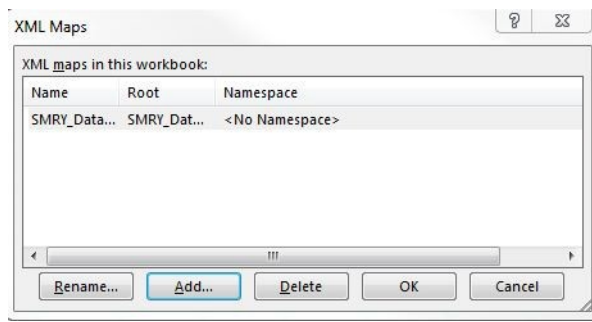 XML Maps
XML maps in this workbook:
Name Root Namespace
SMRY_Data... SMRY_Dat... <No Namespace>
Rename... Add... Delete OK Cancel